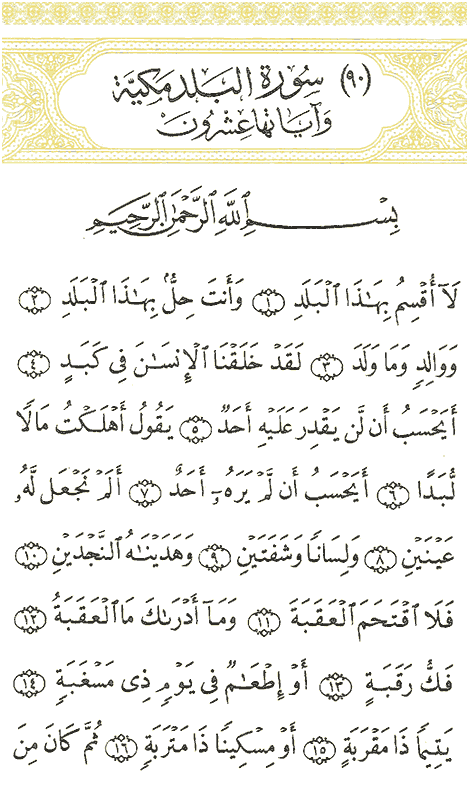 (٩٠) سُورَةُ الْبَلَدِ مَكِيَّة
وَآيَاتُهَا عِشْرُونَ
بِسْمِ ٱللَّهِ ٱلرَّحْمَٰنِ ٱلرَّحِيمِ
لَآ أُقْسِمُ بِهَـٰذَا ٱلْبَلَدِ ﴿١﴾ وَأَنتَ حِلٌّۢ بِهَـٰذَا ٱلْبَلَدِ ﴿٢﴾
وَوَالِدٍ وَمَا وَلَدَ ﴿٣﴾ لَقَدْ خَلَقْنَا ٱلْإِنسَـٰنَ فِى كَبَدٍ ﴿٤﴾
أَيَحْسَبُ أَن لَّن يَقْدِرَ عَلَيْهِ أَحَدٌ ﴿٥﴾ يَقُولُ أَهْلَكْتُ مَالًا
لُّبَدًا ﴿٦﴾ أَيَحْسَبُ أَن لَّمْ يَرَهُۥٓ أَحَدٌ ﴿٧﴾ أَلَمْ نَجْعَل لَّهُۥ
عَيْنَيْنِ ﴿٨﴾ وَلِسَانًا وَشَفَتَيْنِ ﴿٩﴾ وَهَدَيْنَـٰهُ ٱلنَّجْدَيْنِ ﴿١٠﴾
فَلَا ٱقْتَحَمَ ٱلْعَقَبَةَ ﴿١١﴾ وَمَآ أَدْرَىٰكَ مَا ٱلْعَقَبَةُ ﴿١٢﴾
فَكُّ رَقَبَةٍ ﴿١٣﴾ أَوْ إِطْعَـٰمٌ فِى يَوْمٍ ذِى مَسْغَبَةٍ ﴿١٤﴾
يَتِيمًا ذَا مَقْرَبَةٍ ﴿١٥﴾ أَوْ مِسْكِينًا ذَا مَتْرَبَةٍ ﴿١٦﴾ ثُمَّ كَانَ مِنَ